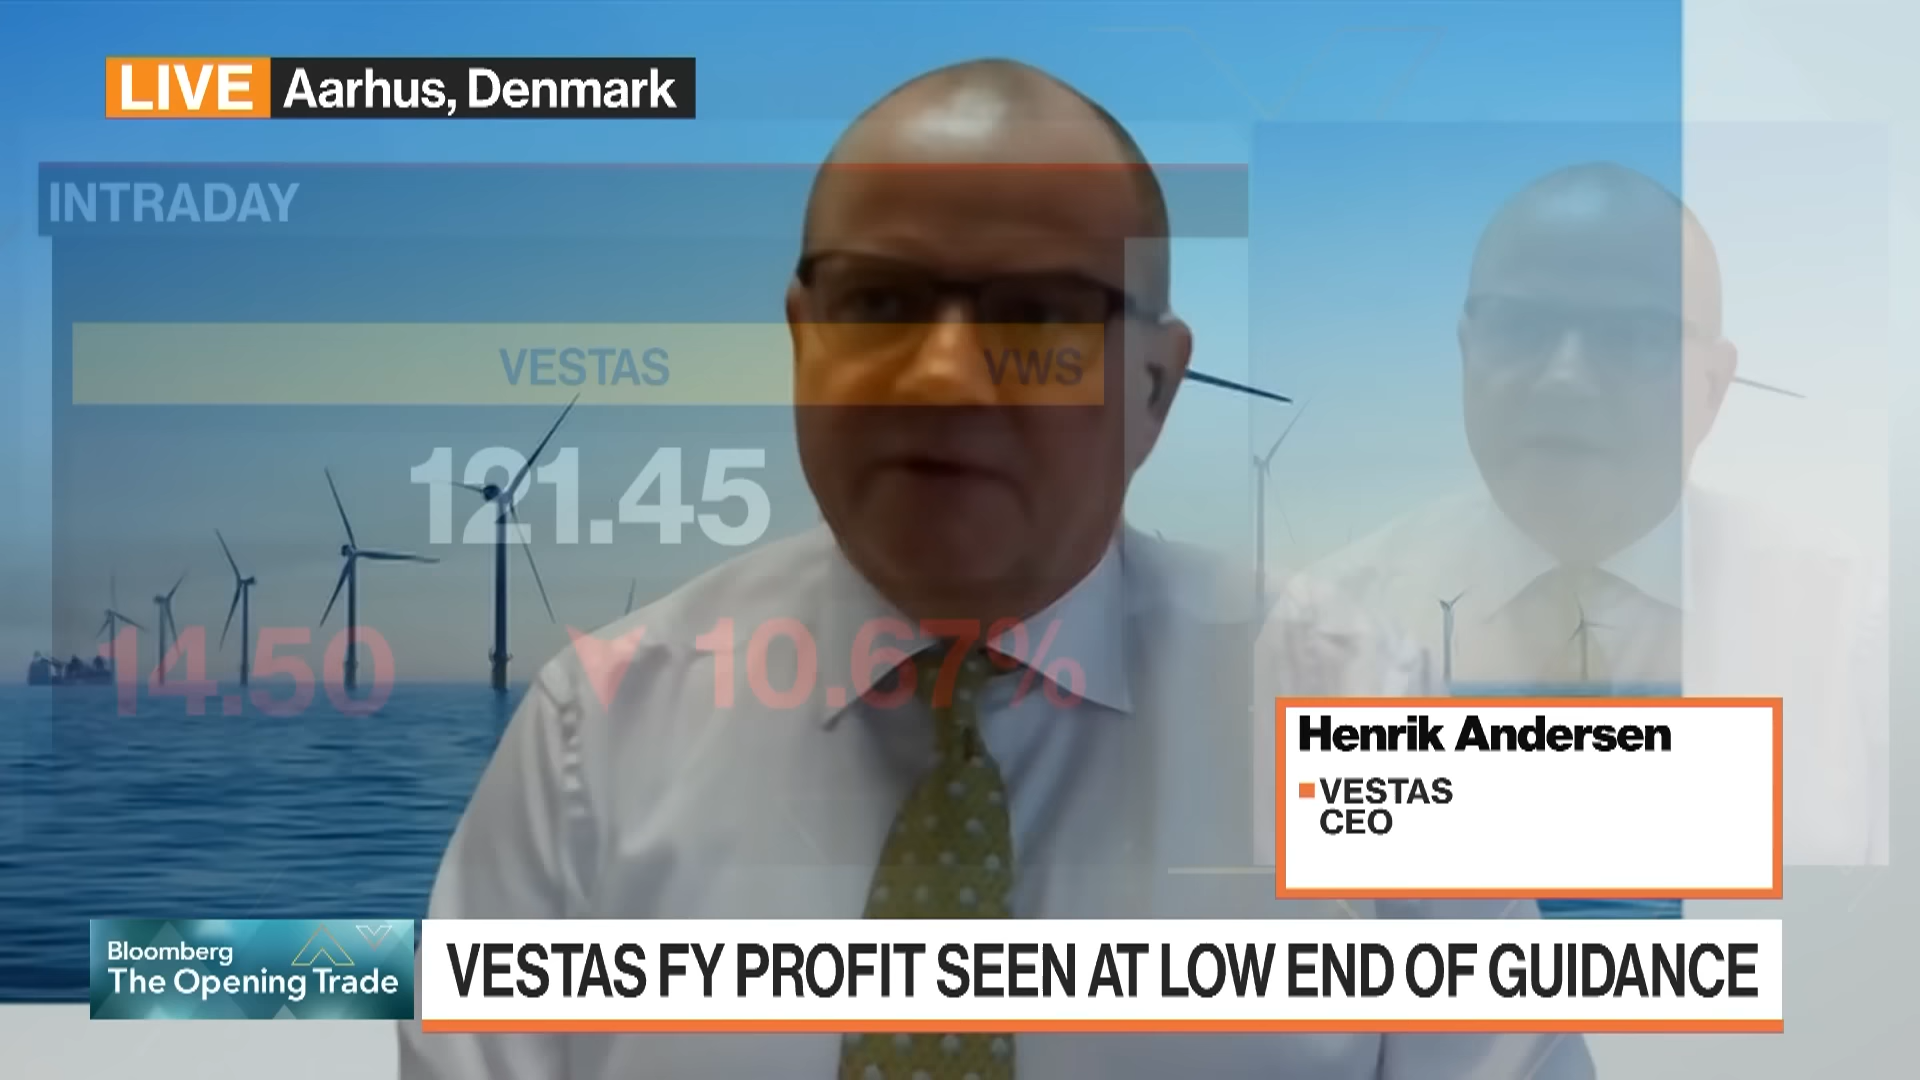 LIVE Aarhus, Denmark
INTRADAY
VESTAS VWS
121.45
14.50 ▼ 10.67%
Henrik Andersen
VESTAS
CEO
Bloomberg
The Opening Trade
VESTAS FY PROFIT SEEN AT LOW END OF GUIDANCE